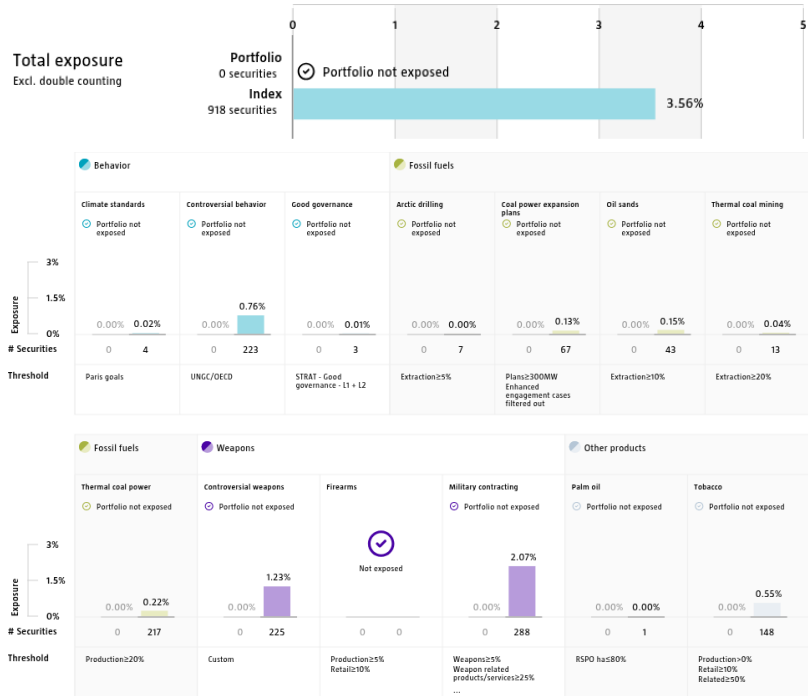 0 1 2 3 4 5
Total exposure
Excl. double counting
Portfolio
0 securities
Portfolio not exposed
Index
918 securities
3.56%
Behavior
Fossil fuels
Climate standards
Controversial behavior
Good governance
Arctic drilling
Coal power expansion
plans
Oil sands
Thermal coal mining
Portfolio not
exposed
Portfolio not
exposed
Portfolio not
exposed
Portfolio not
exposed
Portfolio not
exposed
Portfolio not
exposed
Portfolio not
exposed
Exposure
3%
1.5%
0%
0.00% 0.02%
0.00% 0.76%
0.00% 0.01%
0.00% 0.00%
0.00% 0.13%
0.00% 0.15%
0.00% 0.04%
# Securities
0 4
0 223
0 3
0 7
0 67
0 43
0 13
Threshold
Paris goals
UNGC/OECD
STRAT - Good
governance - L1 + L2
Extraction≥5%
Plans≥300MW
Enhanced
engagement cases
filtered out
Extraction≥10%
Extraction≥20%
Fossil fuels
Weapons
Other products
Thermal coal power
Controversial weapons
Firearms
Military contracting
Palm oil
Tobacco
Portfolio not exposed
Portfolio not exposed
Not exposed
Portfolio not exposed
Portfolio not exposed
Portfolio not exposed
Exposure
3%
1.5%
0%
0.00% 0.22%
0.00% 1.23%
0.00% 2.07%
0.00% 0.00%
0.00% 0.55%
# Securities
0 217
0 225
0 0
0 288
0 1
0 148
Threshold
Production≥20%
Custom
Production≥5%
Retail≥10%
Weapons≥5%
Weapon related
products/services≥25%
...
RSPO ha≤80%
Production>0%
Retail≥10%
Related≥50%